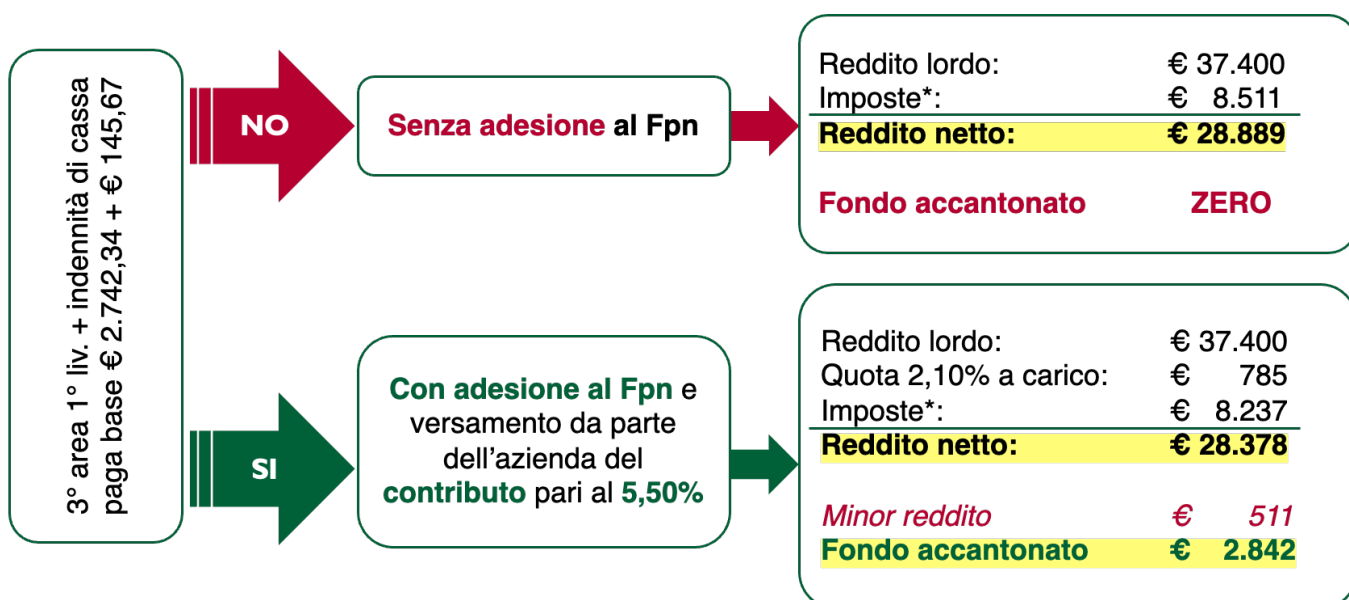 3° area 1° liv. + indennità di cassa
paga base € 2.742,34 + € 145,67
NO
Senza adesione al Fpn
Reddito lordo: € 37.400
Imposte*: € 8.511
Reddito netto: € 28.889
Fondo accantonato ZERO
SI
Con adesione al Fpn e
versamento da parte
dell’azienda del
contributo pari al 5,50%
Reddito lordo: € 37.400
Quota 2,10% a carico: € 785
Imposte*: € 8.237
Reddito netto: € 28.378
Minor reddito € 511
Fondo accantonato € 2.842